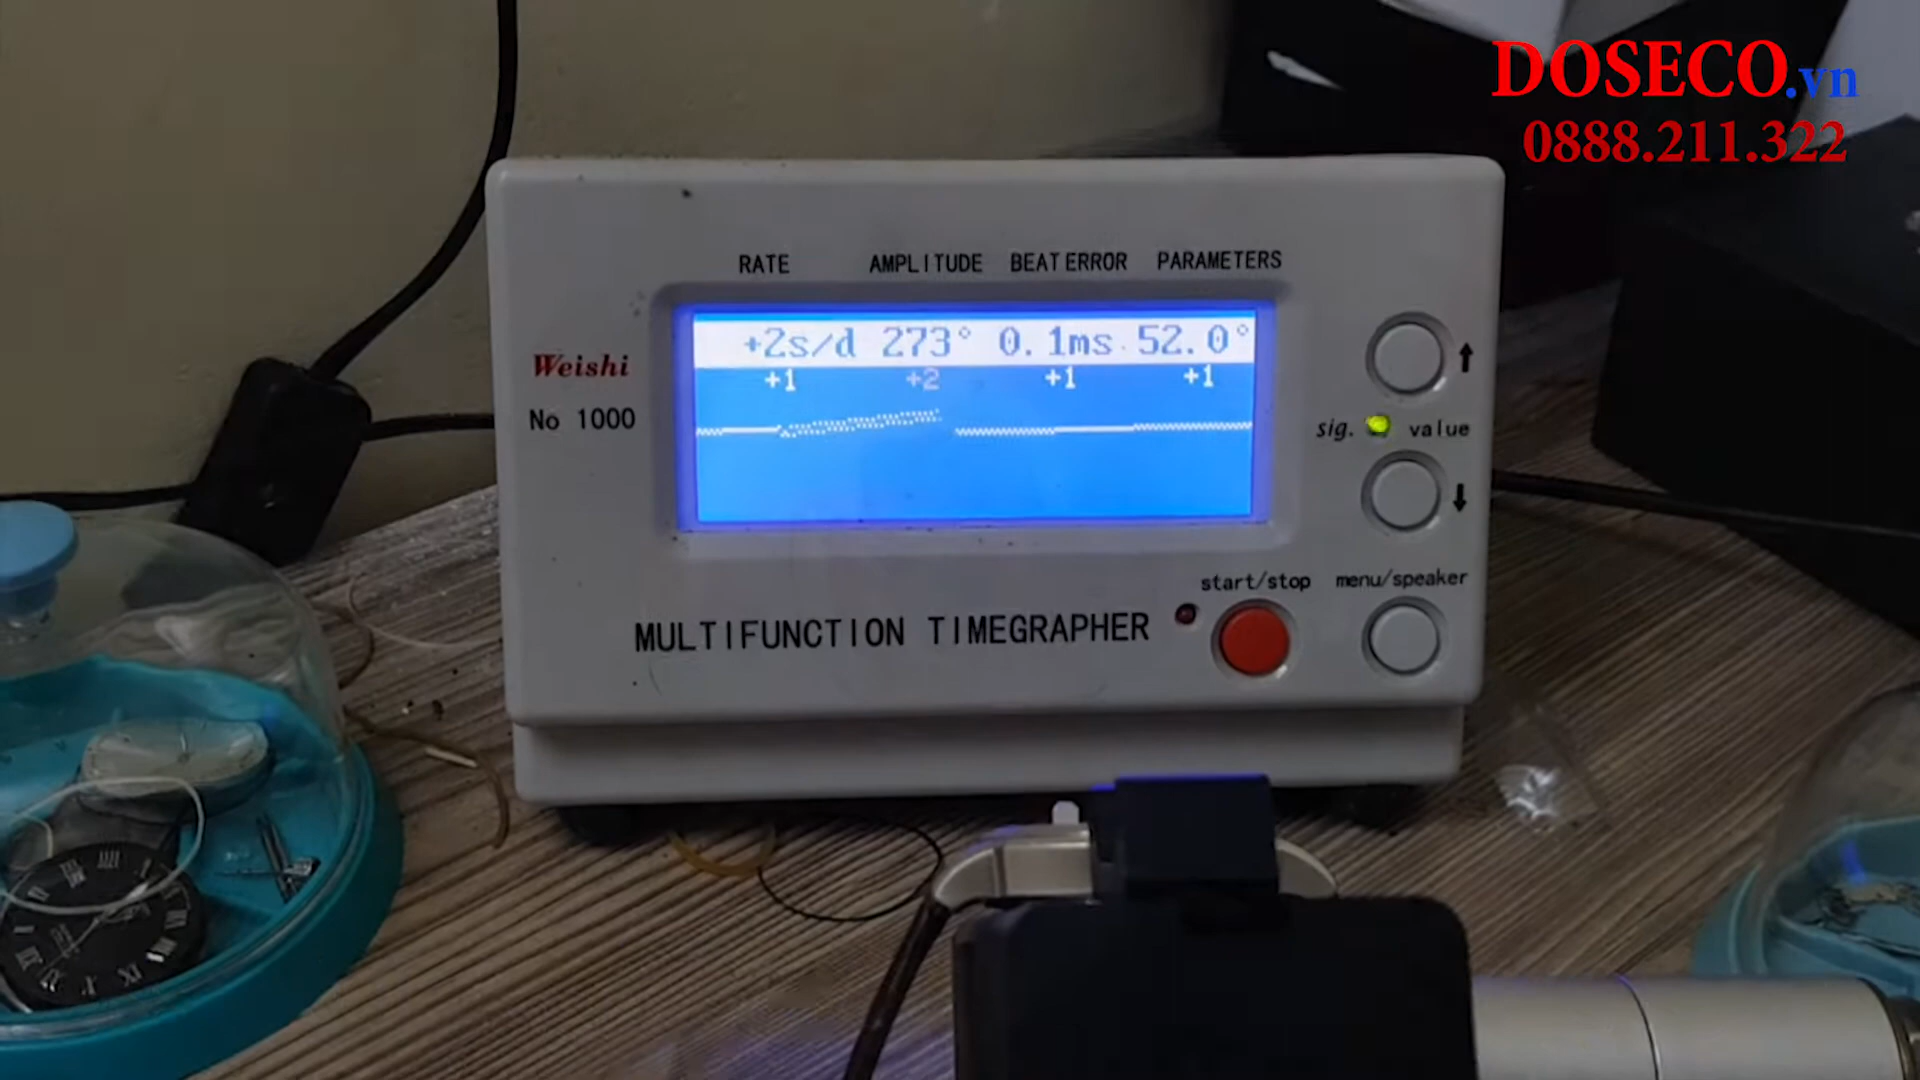 DOSECO.vn
0888.211.322
RATE AMPLITUDE BEAT ERROR PARAMETERS
+2s/d 273° 0.1ms 52.0°
+1 +2 +1 +1
Weishi
No 1000
sig. value
start/stop menu/speaker
MULTIFUNCTION TIMEGRAPHER